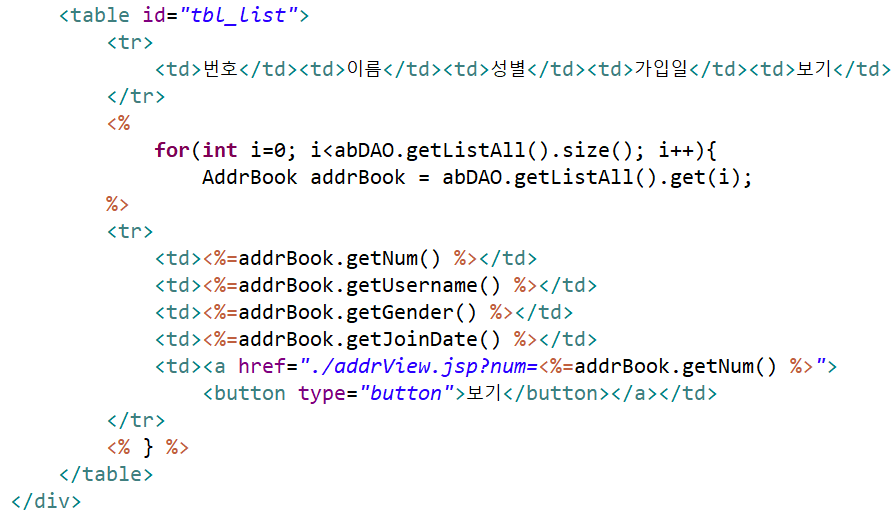 <table id="tbl_list">
<tr>
<td>번호</td><td>이름</td><td>성별</td><td>가입일</td><td>보기</td>
</tr>
<%
for(int i=0; i<abDAO.getListAll().size(); i++){
AddrBook addrBook = abDAO.getListAll().get(i);
%>
<tr>
<td><%=addrBook.getNum() %></td>
<td><%=addrBook.getUsername() %></td>
<td><%=addrBook.getGender() %></td>
<td><%=addrBook.getJoinDate() %></td>
<td><a href="./addrView.jsp?num=<%=addrBook.getNum() %>">
<button type="button">보기</button></a></td>
</tr>
<% } %>
</table>
</div>